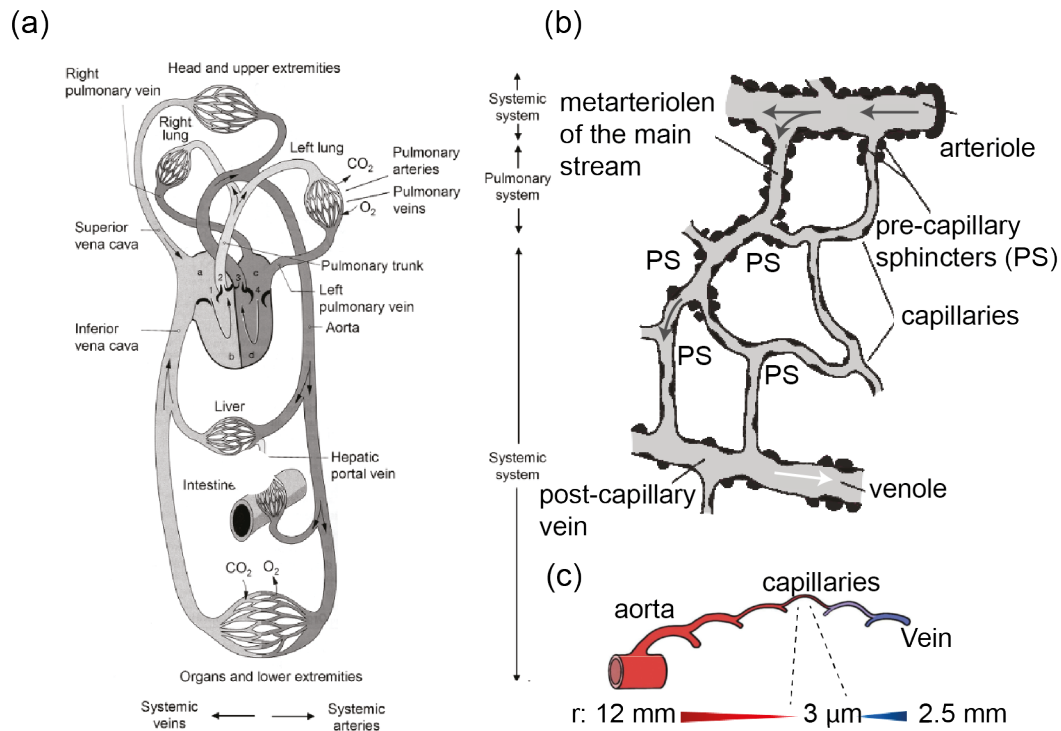 (a)
Right
pulmonary vein
Head and upper extremities
Right
lung
Left lung
CO2
Pulmonary
arteries
O2
Pulmonary
veins
Superior
vena cava
Pulmonary trunk
Left
pulmonary vein
Aorta
Inferior
vena cava
a
c
1
2
3
4
b
d
Liver
Hepatic
portal vein
Intestine
CO2
O2
Organs and lower extremities
Systemic
veins
Systemic
arteries
Systemic
system
Pulmonary
system
Systemic
system
(b)
metarteriolen
of the main
stream
arteriole
pre-capillary
sphincters (PS)
PS
PS
capillaries
PS
PS
post-capillary
vein
venole
(c)
capillaries
aorta
Vein
r: 12 mm
3 µm
2.5 mm